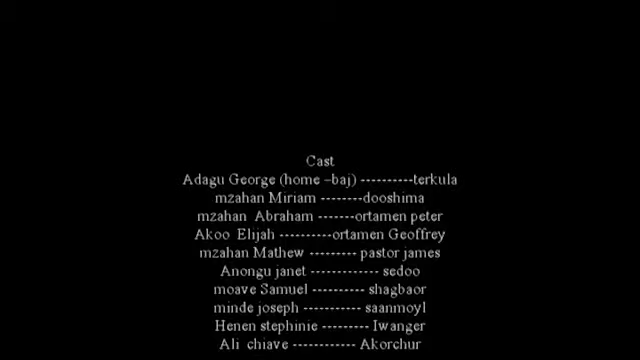 Cast
Adagu George (home –baj) ----------terkula
mzahan Miriam --------dooshima
mzahan  Abraham -------ortamen peter
Akoo  Elijah ----------ortamen Geoffrey
mzahan Mathew --------- pastor james
Anongu janet ------------- sedoo
moave Samuel ---------- shagbaor
minde joseph ----------- saanmoyl
Henen stephinie --------- Iwanger
Ali  chiave ------------ Akorchur